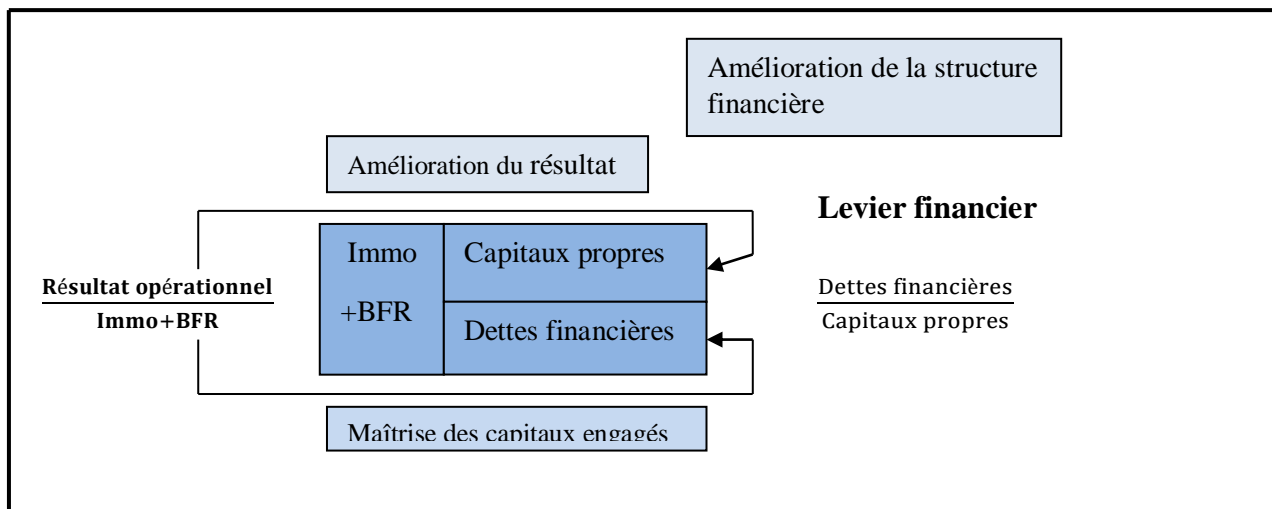 Amélioration de la structure
financière
Amélioration du résultat
Levier financier
Immo
+BFR
Capitaux propres
Dettes financières
Résultat opérationnel
Immo+BFR
Dettes financières
Capitaux propres
Maîtrise des capitaux engagés